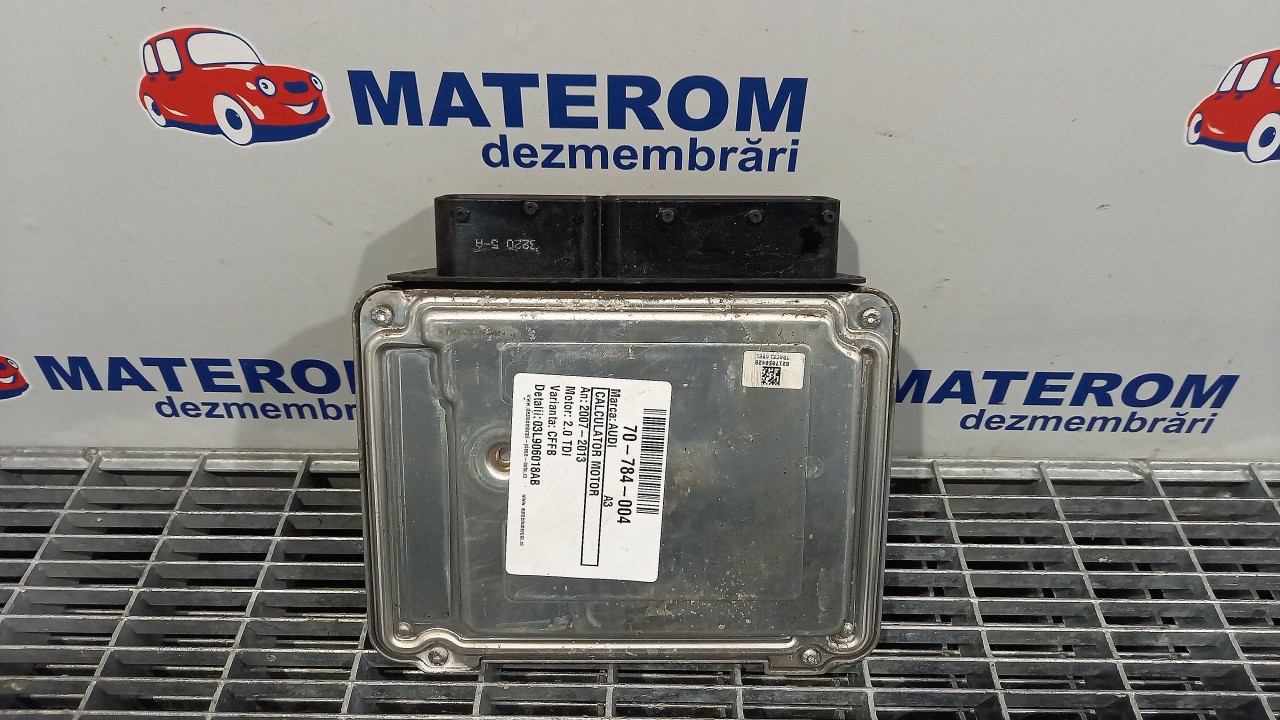 MATEROM
dezmembrări
3220 5-A
MATEROM
dezmembrări
MATEROM
dezmembrări
70-784-004
Marca: AUDI A3
CALCULATOR MOTOR
An: 2007-2013
Motor: 2.0 TDI
Varianta: CFFB
Detalii: 03L906018AB